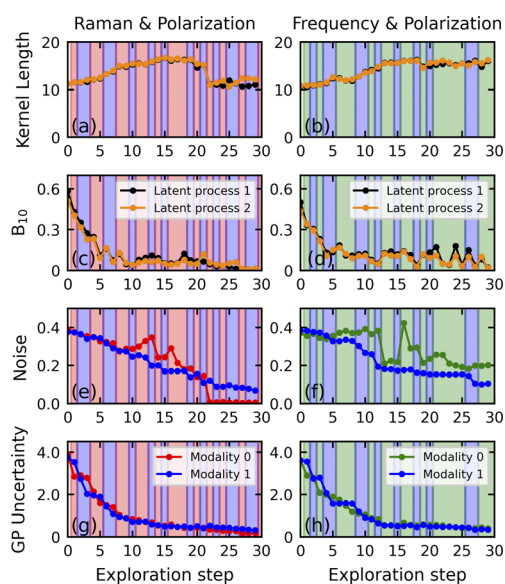 Raman & Polarization
Frequency & Polarization
Kernel Length
20
10
0
(a)
0 5 10 15 20 25 30
20
10
0
(b)
0 5 10 15 20 25 30
B10
0.6
0.3
0
Latent process 1
Latent process 2
(c)
0 5 10 15 20 25 30
0.6
0.3
0
Latent process 1
Latent process 2
(d)
0 5 10 15 20 25 30
Noise
0.4
0.2
0.0
(e)
0 5 10 15 20 25 30
0.4
0.2
0.0
(f)
0 5 10 15 20 25 30
GP Uncertainty
4.0
2.0
0
Modality 0
Modality 1
(g)
0 5 10 15 20 25 30
Exploration step
4.0
2.0
0
Modality 0
Modality 1
(h)
0 5 10 15 20 25 30
Exploration step